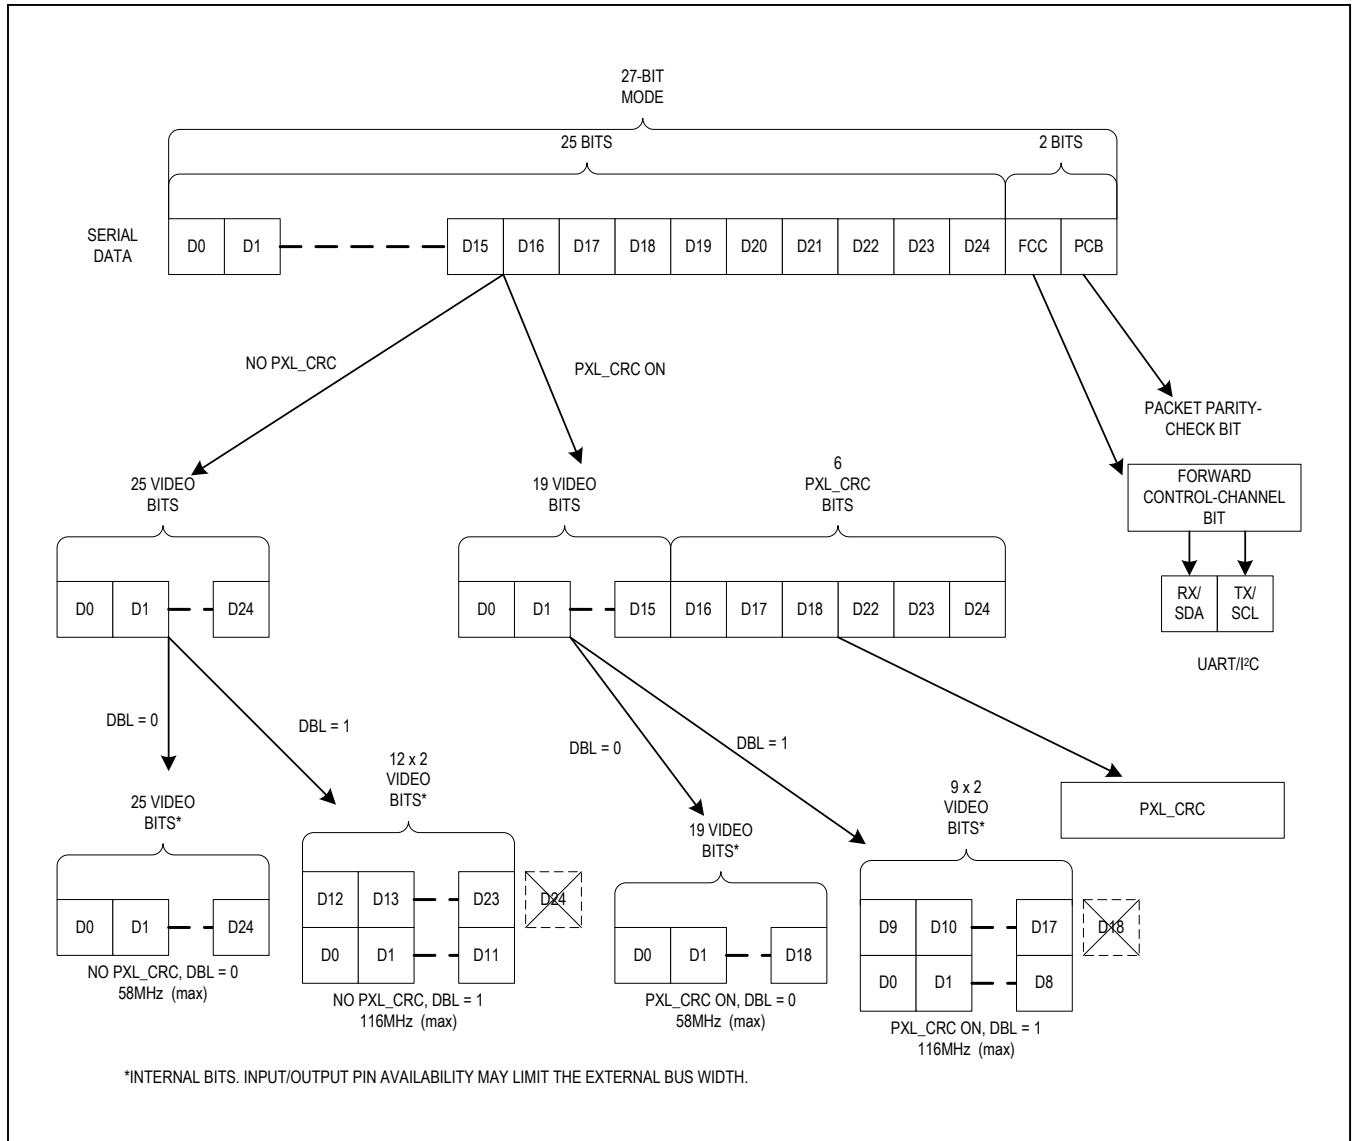 27-BIT
MODE
25 BITS
2 BITS
SERIAL
DATA
D0 D1 D15 D16 D17 D18 D19 D20 D21 D22 D23 D24 FCC PCB
NO PXL_CRC
PXL_CRC ON
PACKET PARITY-
CHECK BIT
25 VIDEO
BITS
19 VIDEO
BITS
6
PXL_CRC
BITS
FORWARD
CONTROL-CHANNEL
BIT
D0 D1 D24
D0 D1 D15 D16 D17 D18 D22 D23 D24
RX/
SDA
TX/
SCL
UART/I²C
DBL = 0
DBL = 1
DBL = 0
DBL = 1
25 VIDEO
BITS*
12 x 2
VIDEO
BITS*
19 VIDEO
BITS*
9 x 2
VIDEO
BITS*
PXL_CRC
D0 D1 D24
NO PXL_CRC, DBL = 0
58MHz (max)
D12 D13 D23 D24
D0 D1 D11
NO PXL_CRC, DBL = 1
116MHz (max)
D0 D1 D18
PXL_CRC ON, DBL = 0
58MHz (max)
D9 D10 D17 D18
D0 D1 D8
PXL_CRC ON, DBL = 1
116MHz (max)
*INTERNAL BITS. INPUT/OUTPUT PIN AVAILABILITY MAY LIMIT THE EXTERNAL BUS WIDTH.